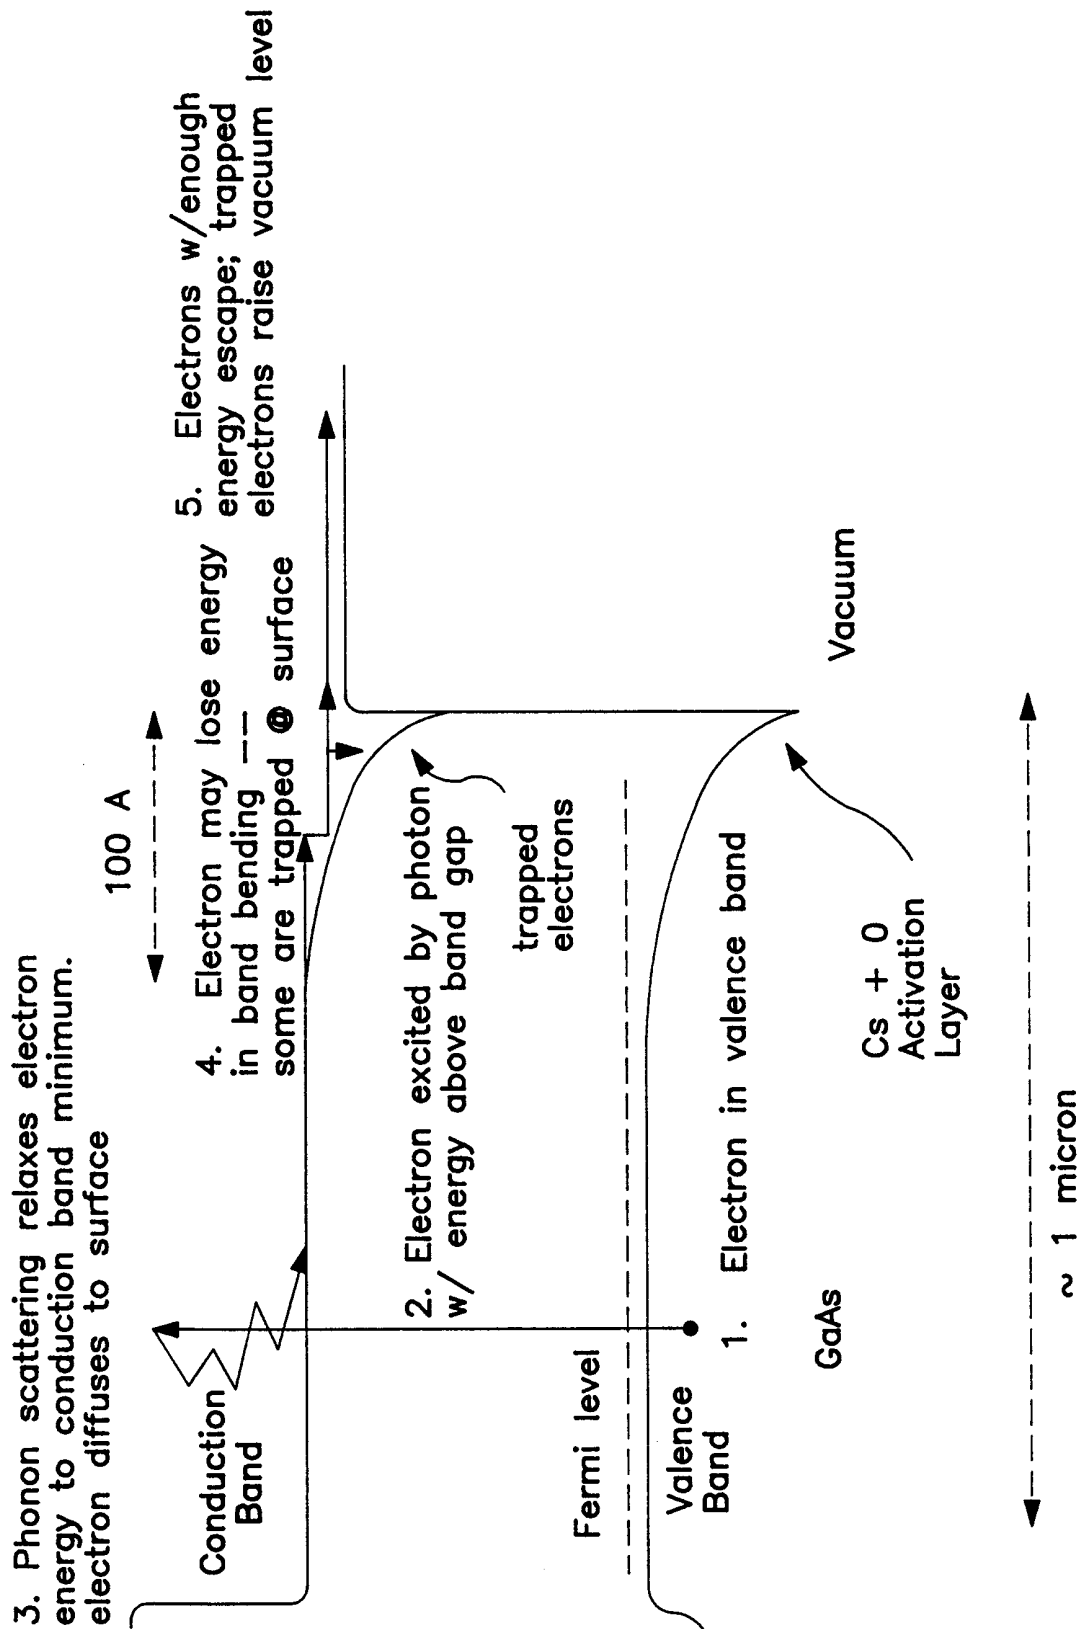 3. Phonon scattering relaxes electron
energy to conduction band minimum.
electron diffuses to surface
100 A
4. Electron may lose energy
in band bending --
some are trapped @ surface
5. Electrons w/enough
energy escape; trapped
electrons raise vacuum level
Conduction
Band
2. Electron excited by photon
w/ energy above band gap
trapped
electrons
Fermi level
Valence
Band
1. Electron in valence band
GaAs
Cs + O
Activation
Layer
Vacuum
~ 1 micron